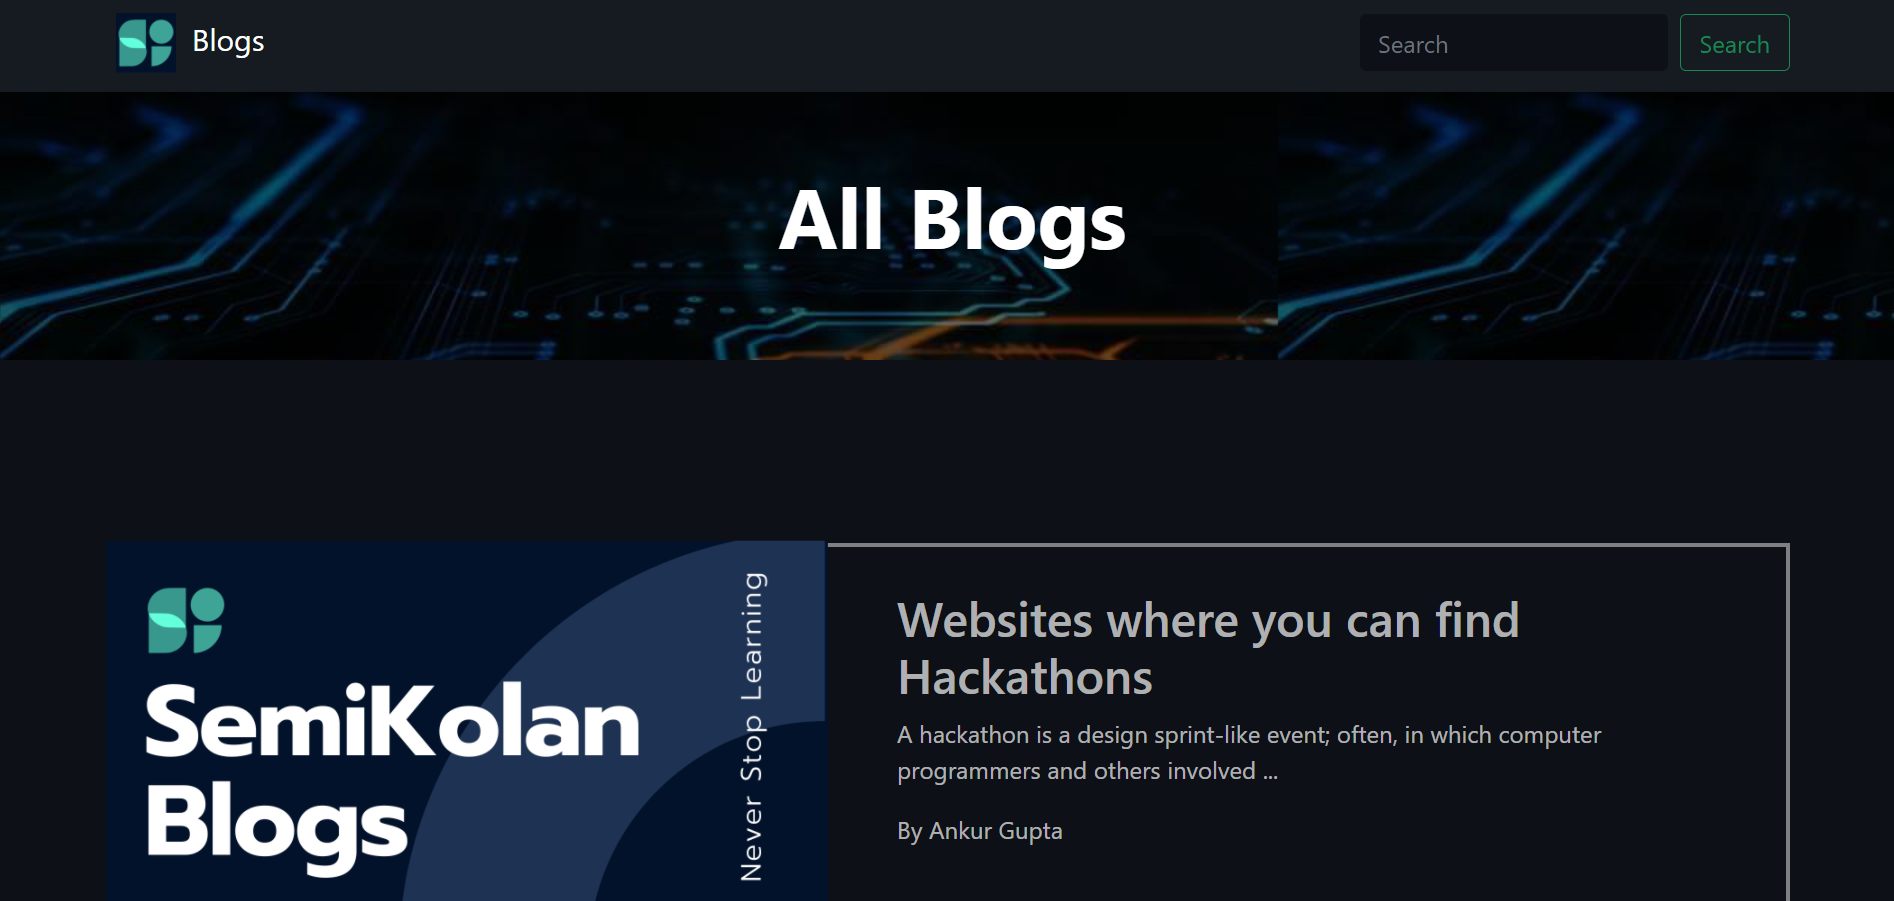 Blogs
Search
Search
All Blogs
SemiKolan
Blogs
Never Stop Learning
Websites where you can find
Hackathons
A hackathon is a design sprint-like event; often, in which computer
programmers and others involved ...
By Ankur Gupta